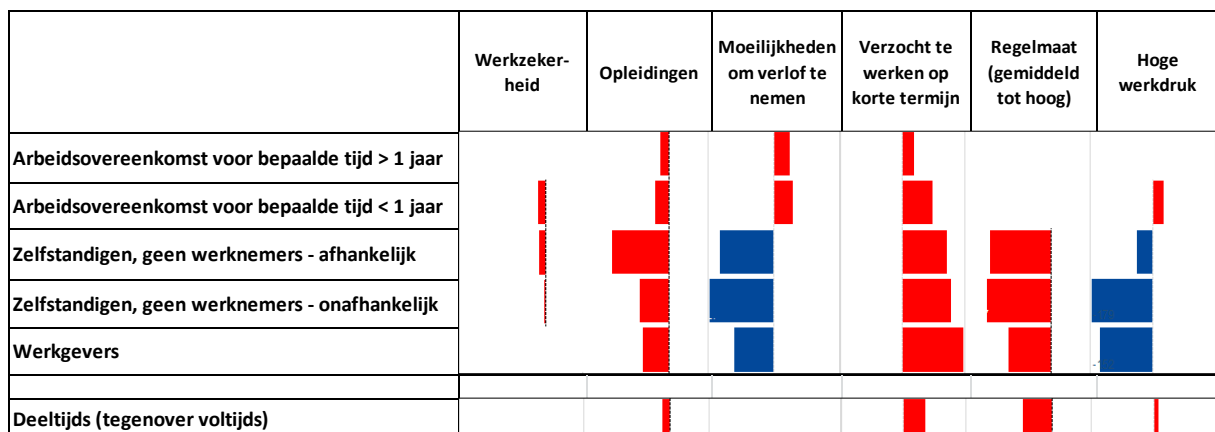 Werkzeker-
heid
Opleidingen
Moeilijkheden
om verlof te
nemen
Verzocht te
werken op
korte termijn
Regelmaat
(gemiddeld
tot hoog)
Hoge
werkdruk
Arbeidsovereenkomst voor bepaalde tijd > 1 jaar
Arbeidsovereenkomst voor bepaalde tijd < 1 jaar
Zelfstandigen, geen werknemers - afhankelijk
Zelfstandigen, geen werknemers - onafhankelijk
Werkgevers
Deeltijds (tegenover voltijds)